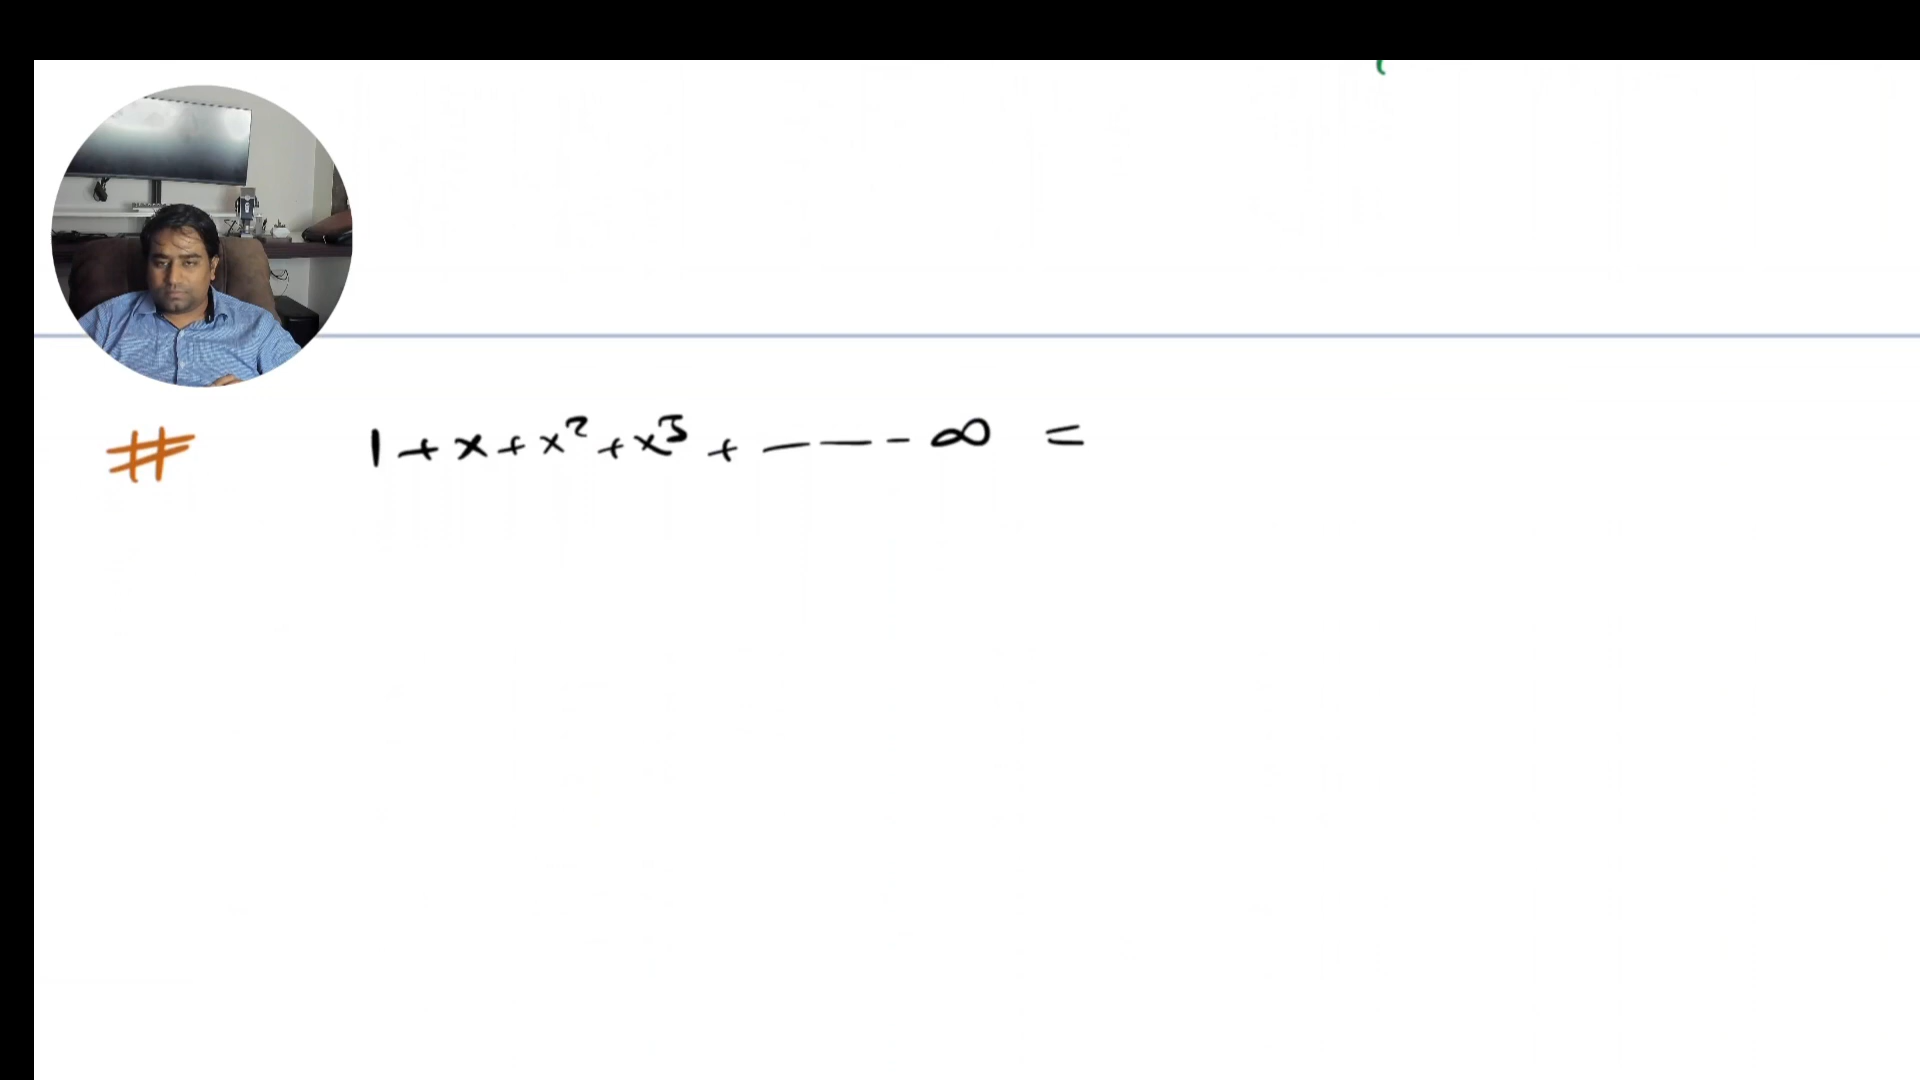 # 1 + x + x² + x³ + — — - ∞ =